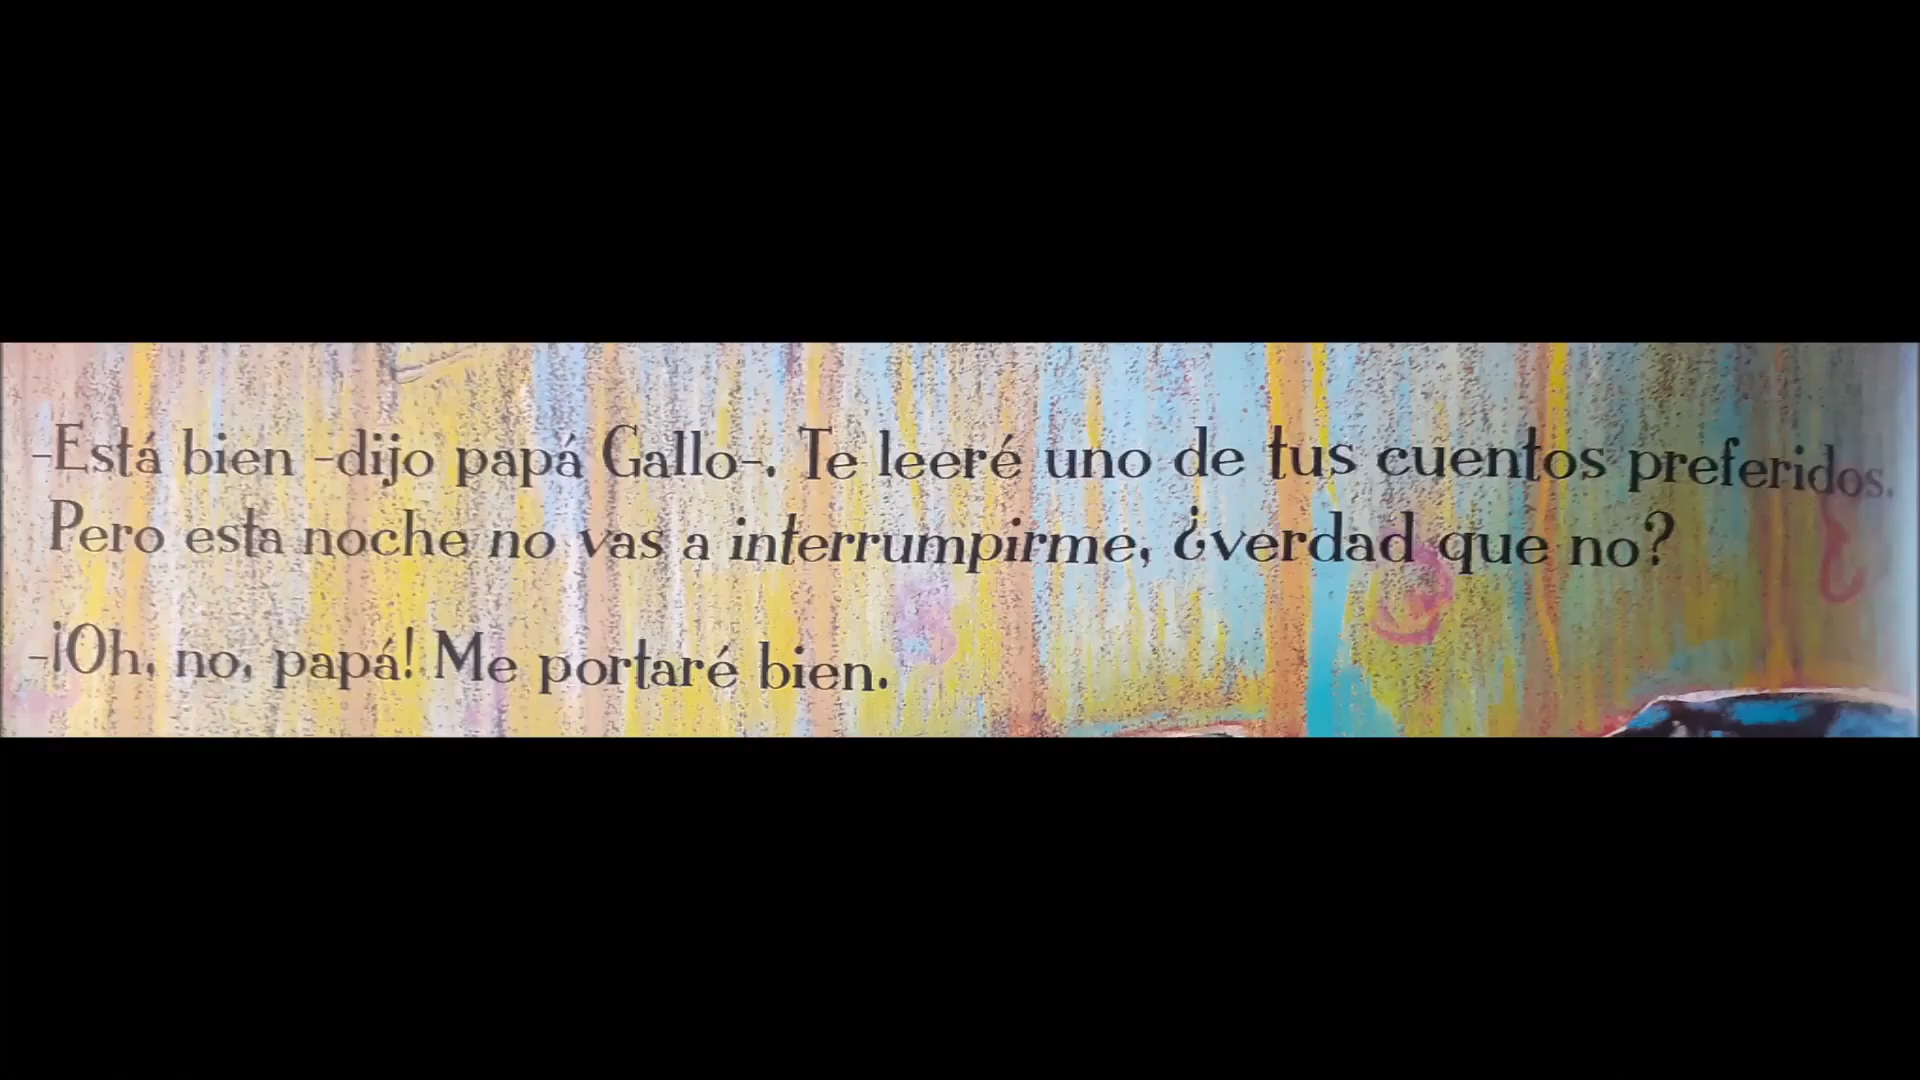 -Está bien -dijo papá Gallo-. Te leeré uno de tus cuentos preferidos.
Pero esta noche no vas a interrumpirme, ¿verdad que no?
-¡Oh, no, papá! Me portaré bien.